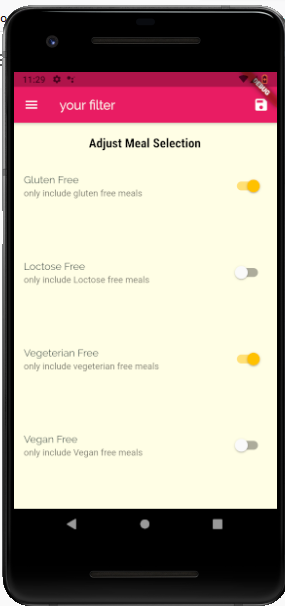 11:29
DEBUG
your filter
Adjust Meal Selection
Gluten Free
only include gluten free meals
Loctose Free
only include Loctose free meals
Vegeterian Free
only include vegeterian free meals
Vegan Free
only include Vegan free meals